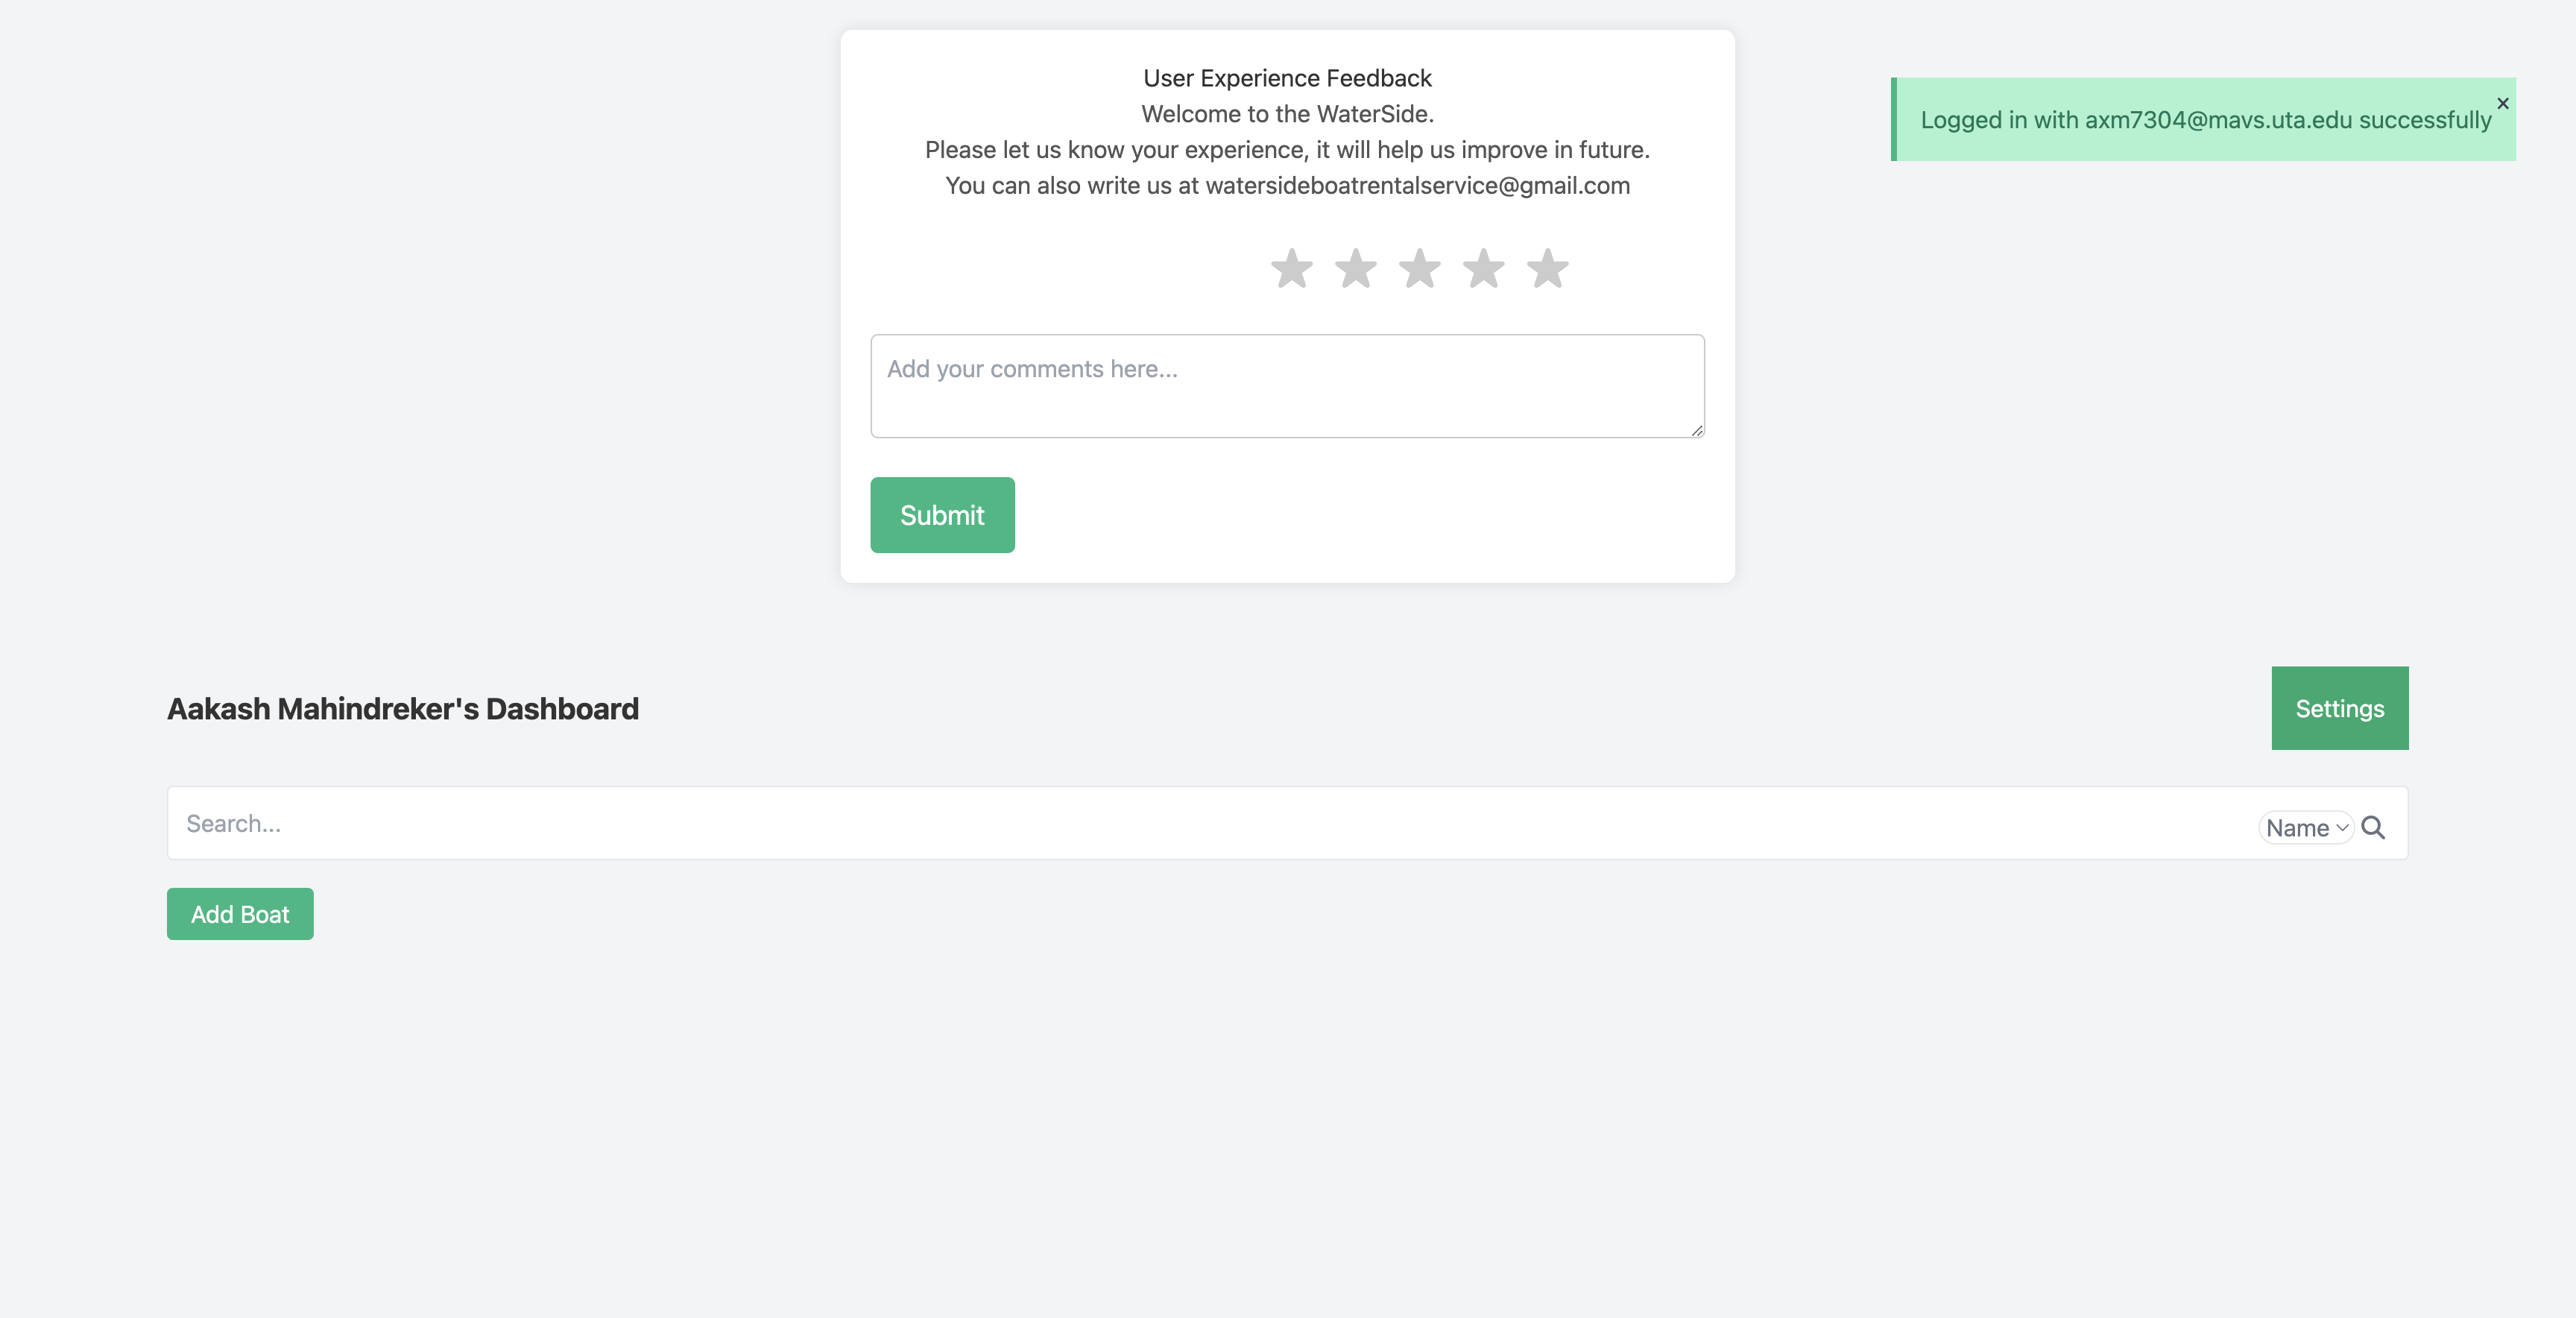 User Experience Feedback
Welcome to the WaterSide.
Please let us know your experience, it will help us improve in future.
You can also write us at watersideboatrentalservice@gmail.com
Logged in with axm7304@mavs.uta.edu successfully
Add your comments here...
Submit
Aakash Mahindreker's Dashboard
Settings
Search...
Name
Add Boat